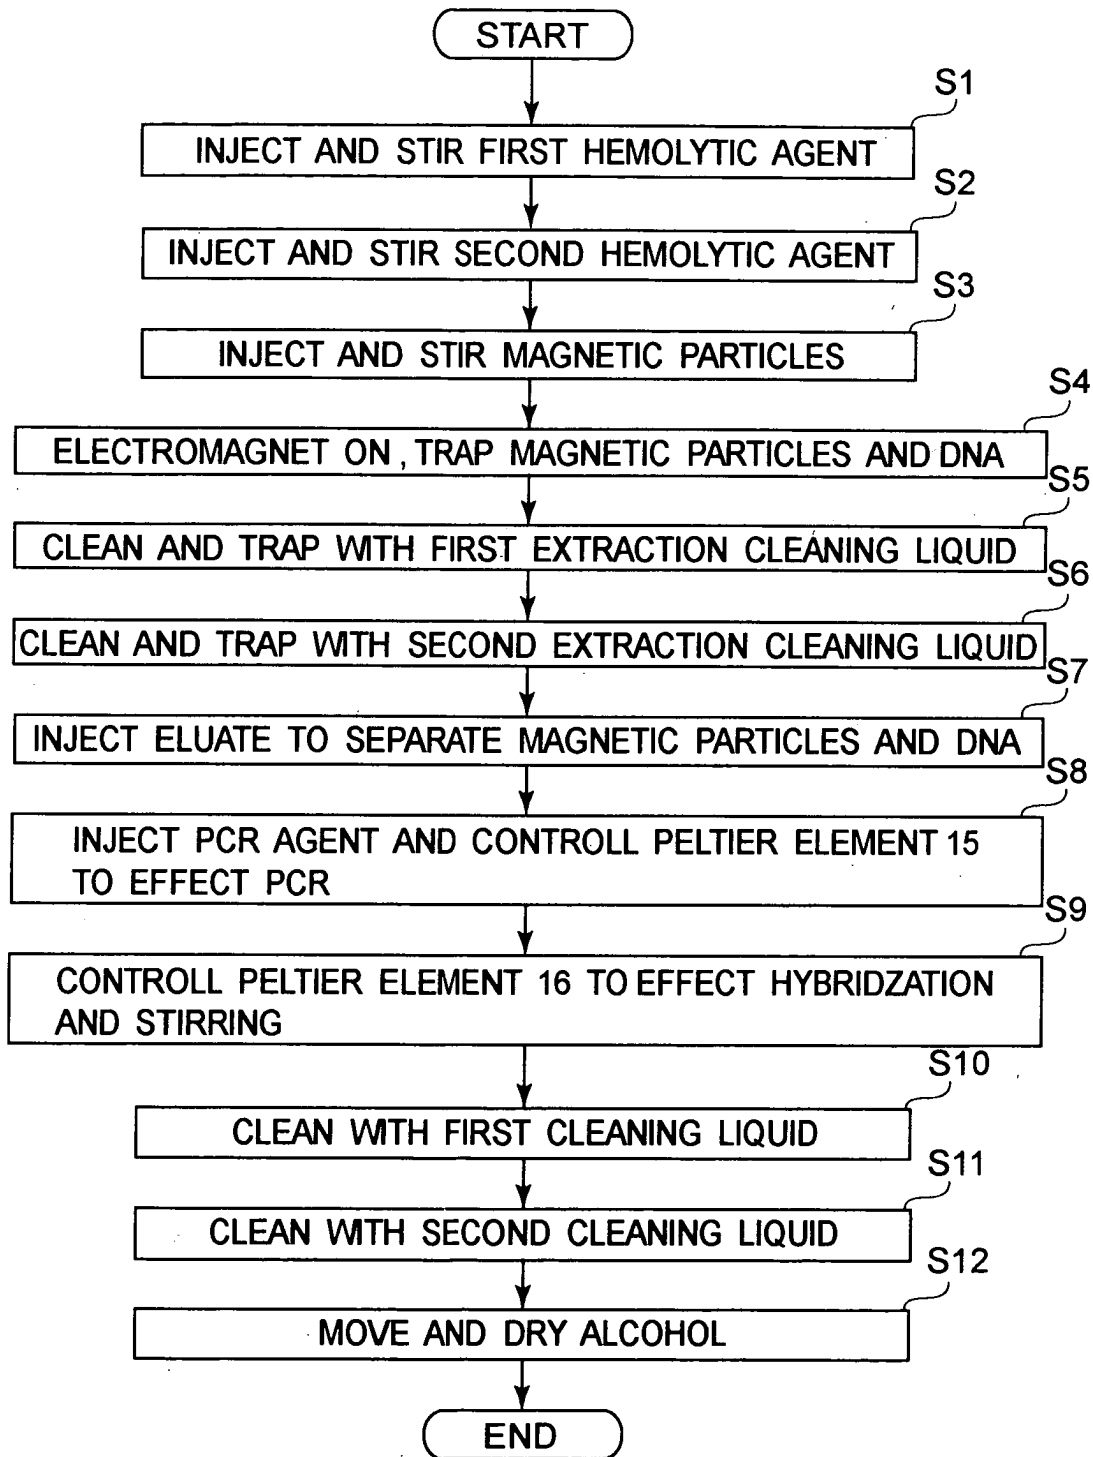 START
S1
INJECT AND STIR FIRST HEMOLYTIC AGENT
S2
INJECT AND STIR SECOND HEMOLYTIC AGENT
S3
INJECT AND STIR MAGNETIC PARTICLES
S4
ELECTROMAGNET ON, TRAP MAGNETIC PARTICLES AND DNA
S5
CLEAN AND TRAP WITH FIRST EXTRACTION CLEANING LIQUID
S6
CLEAN AND TRAP WITH SECOND EXTRACTION CLEANING LIQUID
S7
INJECT ELUATE TO SEPARATE MAGNETIC PARTICLES AND DNA
S8
INJECT PCR AGENT AND CONTROLL PELTIER ELEMENT 15
TO EFFECT PCR
S9
CONTROLL PELTIER ELEMENT 16 TO EFFECT HYBRIDZATION
AND STIRRING
S10
CLEAN WITH FIRST CLEANING LIQUID
S11
CLEAN WITH SECOND CLEANING LIQUID
S12
MOVE AND DRY ALCOHOL
END